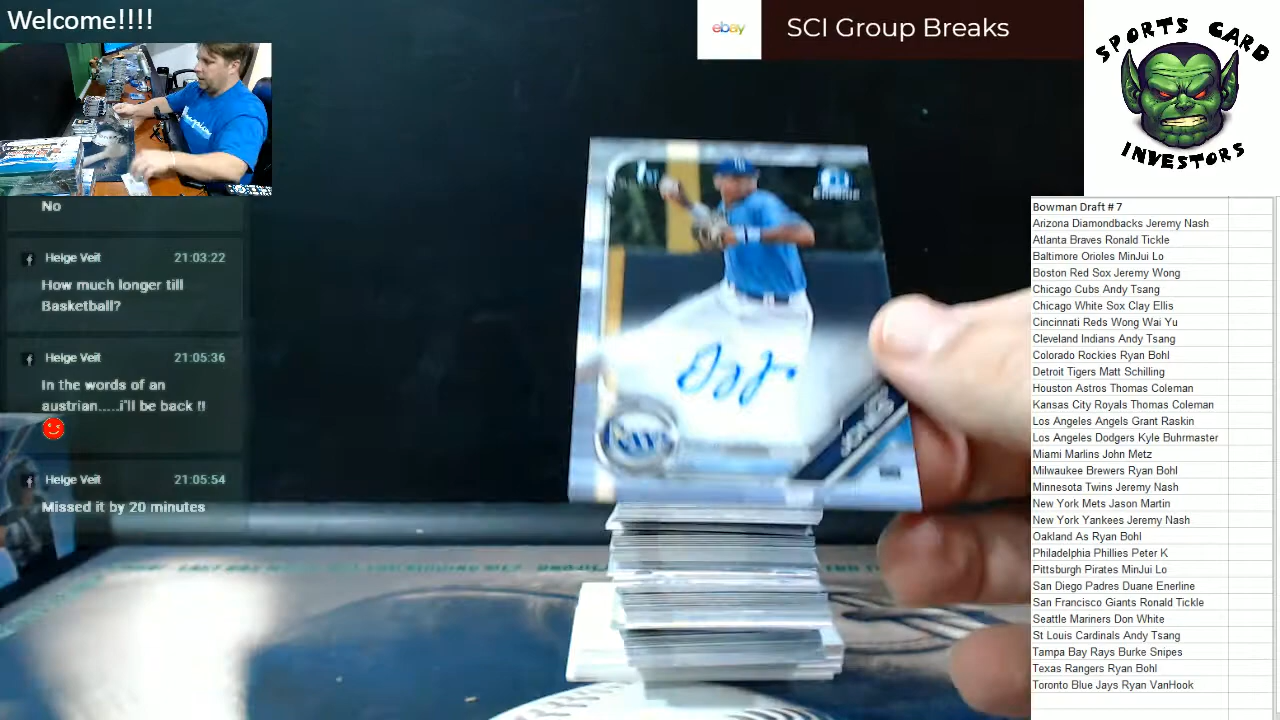 Welcome!!!!
ebay
SCI Group Breaks
SPORTS CARD
INVESTORS
No
Helge Veit 21:03:22
How much longer till
Basketball?
Helge Veit 21:05:36
In the words of an
austrian.....i'll be back !!
Helge Veit 21:05:54
Missed it by 20 minutes
1st
JONES
Bowman Draft # 7
Arizona Diamondbacks Jeremy Nash
Atlanta Braves Ronald Tickle
Baltimore Orioles MinJui Lo
Boston Red Sox Jeremy Wong
Chicago Cubs Andy Tsang
Chicago White Sox Clay Ellis
Cincinnati Reds Wong Wai Yu
Cleveland Indians Andy Tsang
Colorado Rockies Ryan Bohl
Detroit Tigers Matt Schilling
Houston Astros Thomas Coleman
Kansas City Royals Thomas Coleman
Los Angeles Angels Grant Raskin
Los Angeles Dodgers Kyle Buhrmaster
Miami Marlins John Metz
Milwaukee Brewers Ryan Bohl
Minnesota Twins Jeremy Nash
New York Mets Jason Martin
New York Yankees Jeremy Nash
Oakland As Ryan Bohl
Philadelphia Phillies Peter K
Pittsburgh Pirates MinJui Lo
San Diego Padres Duane Enerline
San Francisco Giants Ronald Tickle
Seattle Mariners Don White
St Louis Cardinals Andy Tsang
Tampa Bay Rays Burke Snipes
Texas Rangers Ryan Bohl
Toronto Blue Jays Ryan VanHook